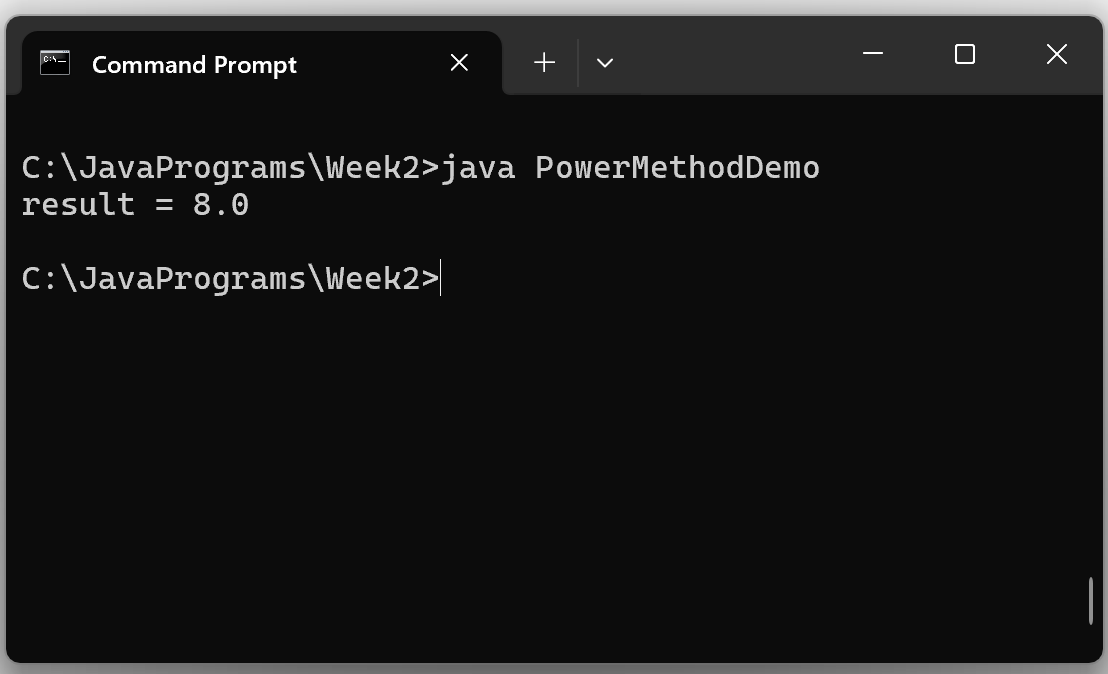 Command Prompt
C:\JavaPrograms\Week2>java PowerMethodDemo
result = 8.0
C:\JavaPrograms\Week2>